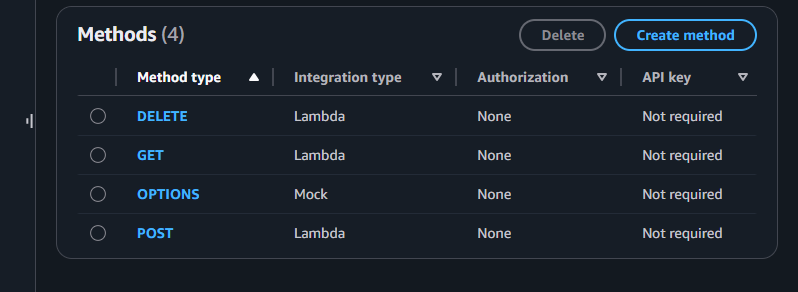 Methods (4) Delete Create method
Method type Integration type Authorization API key
DELETE Lambda None Not required
GET Lambda None Not required
OPTIONS Mock None Not required
POST Lambda None Not required